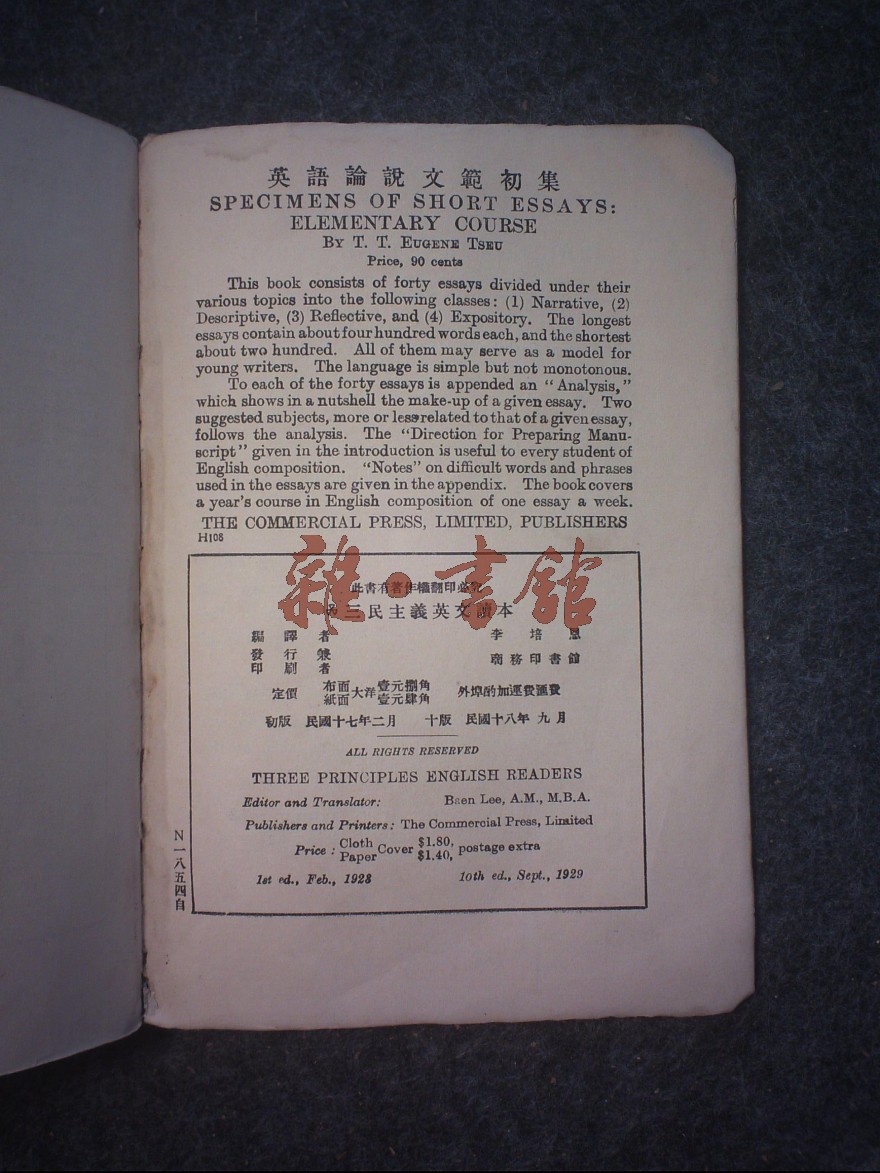 英語論說文範初集
SPECIMENS OF SHORT ESSAYS:
ELEMENTARY COURSE
By T. T. Eugene Tseu
Price, 90 cents
This book consists of forty essays divided under their
various topics into the following classes: (1) Narrative, (2)
Descriptive, (3) Reflective, and (4) Expository. The longest
essays contain about four hundred words each, and the shortest
about two hundred. All of them may serve as a model for
young writers. The language is simple but not monotonous.
To each of the forty essays is appended an "Analysis,"
which shows in a nutshell the make-up of a given essay. Two
suggested subjects, more or less related to that of a given essay,
follows the analysis. The "Direction for Preparing Manu-
script" given in the introduction is useful to every student of
English composition. "Notes" on difficult words and phrases
used in the essays are given in the appendix. The book covers
a year's course in English composition of one essay a week.
THE COMMERCIAL PRESS, LIMITED, PUBLISHERS
H108
雜·書館
此書有著作權翻印必究
三民主義英文讀本
編譯者 李培恩
發行兼
印刷者 商務印書館
定價 布面 大洋 壹元捌角 外埠酌加運費匯費
紙面 壹元肆角
初版 民國十七年二月 十版 民國十八年九月
ALL RIGHTS RESERVED
THREE PRINCIPLES ENGLISH READERS
Editor and Translator: Baen Lee, A.M., M.B.A.
Publishers and Printers: The Commercial Press, Limited
Price: Cloth Cover $1.80, postage extra
Paper $1.40,
1st ed., Feb., 1928 10th ed., Sept., 1929
N一八五四自